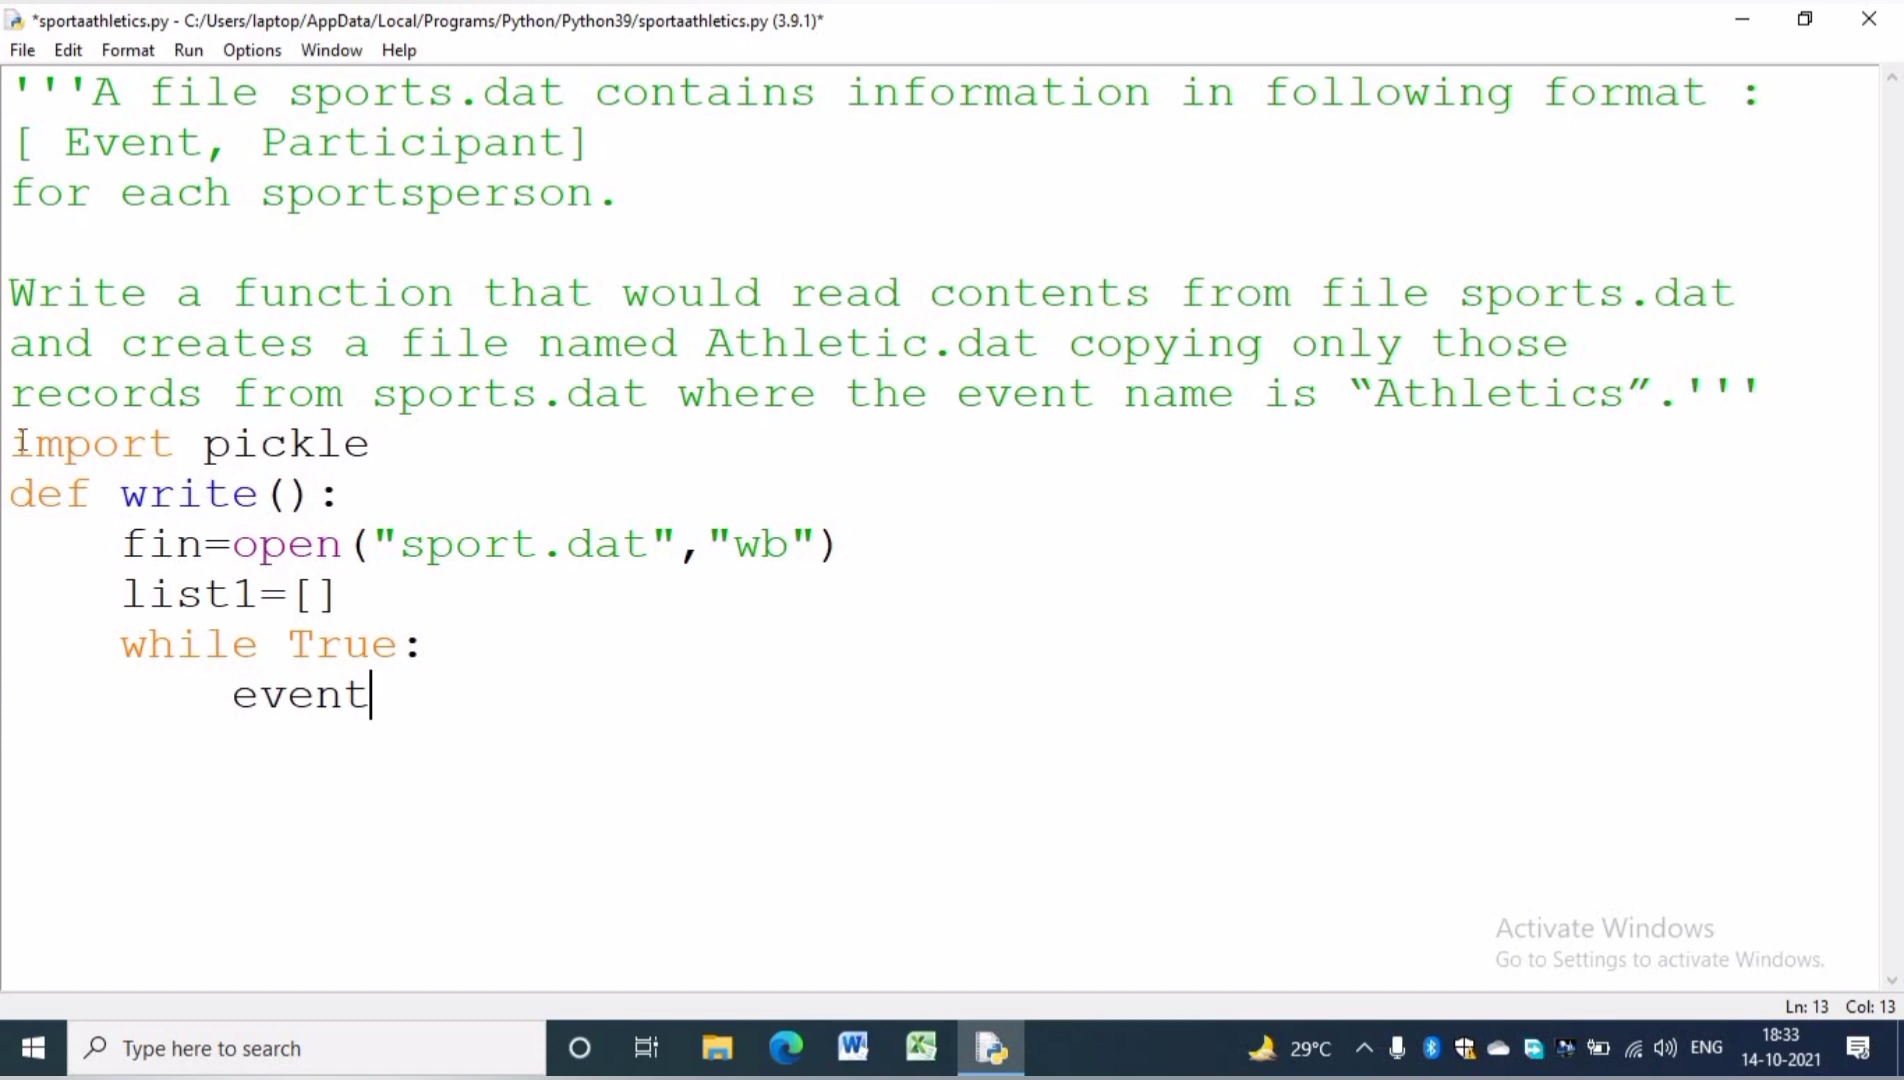 *sportaathletics.py - C:/Users/laptop/AppData/Local/Programs/Python/Python39/sportaathletics.py (3.9.1)*
File Edit Format Run Options Window Help
'''A file sports.dat contains information in following format :
[ Event, Participant]
for each sportsperson.
Write a function that would read contents from file sports.dat
and creates a file named Athletic.dat copying only those
records from sports.dat where the event name is “Athletics”.'''
import pickle
def write():
    fin=open("sport.dat","wb")
    list1=[]
    while True:
        event
Activate Windows
Go to Settings to activate Windows.
Ln: 13 Col: 13
Type here to search
29°C ENG
18:33
14-10-2021